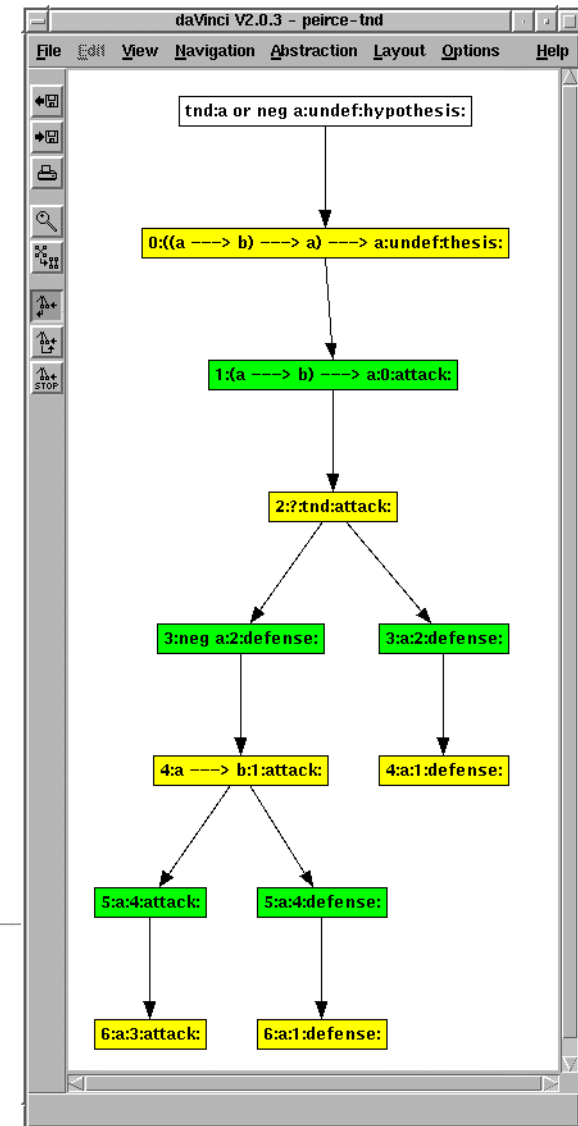 daVinci V2.0.3 - peirce-tnd
File Edit View Navigation Abstraction Layout Options Help
tnd:a or neg a:undef:hypothesis:
0:((a ---> b) ---> a) ---> a:undef:thesis:
1:(a ---> b) ---> a:0:attack:
STOP
2:?:tnd:attack:
3:neg a:2:defense: 3:a:2:defense:
4:a ---> b:1:attack: 4:a:1:defense:
5:a:4:attack: 5:a:4:defense:
6:a:3:attack: 6:a:1:defense: